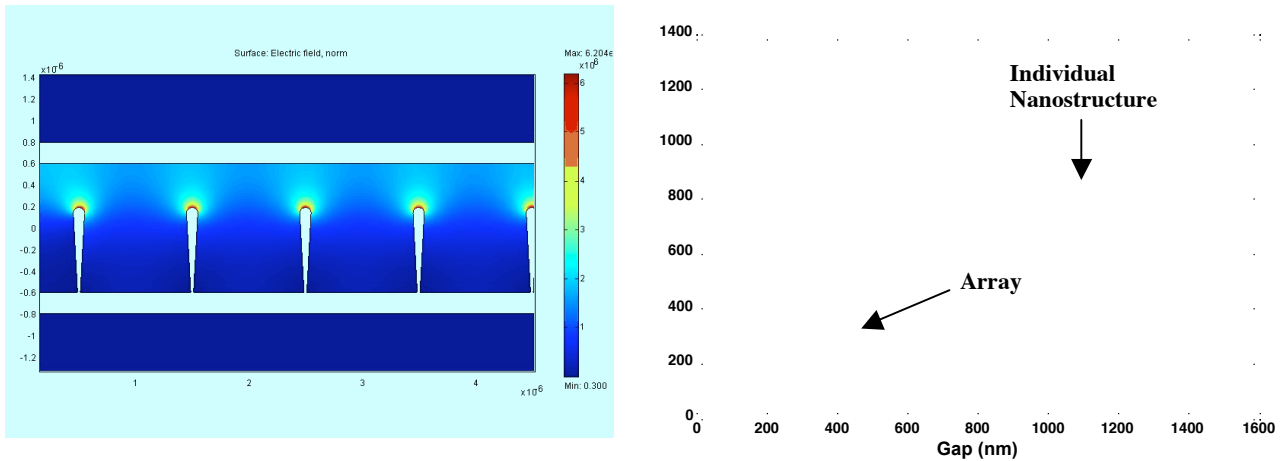 Surface: Electric field, norm
Max: 6.204e
x10-6
x106
1.4
1.2
1
0.8
0.6
0.4
0.2
0
-0.2
-0.4
-0.6
-0.8
-1
-1.2
1
2
3
4
x10-6
6
5
4
3
2
1
Min: 0.300
1400
1200
1000
800
600
400
200
0
Individual
Nanostructure
Array
0 200 400 600 800 1000 1200 1400 1600
Gap (nm)